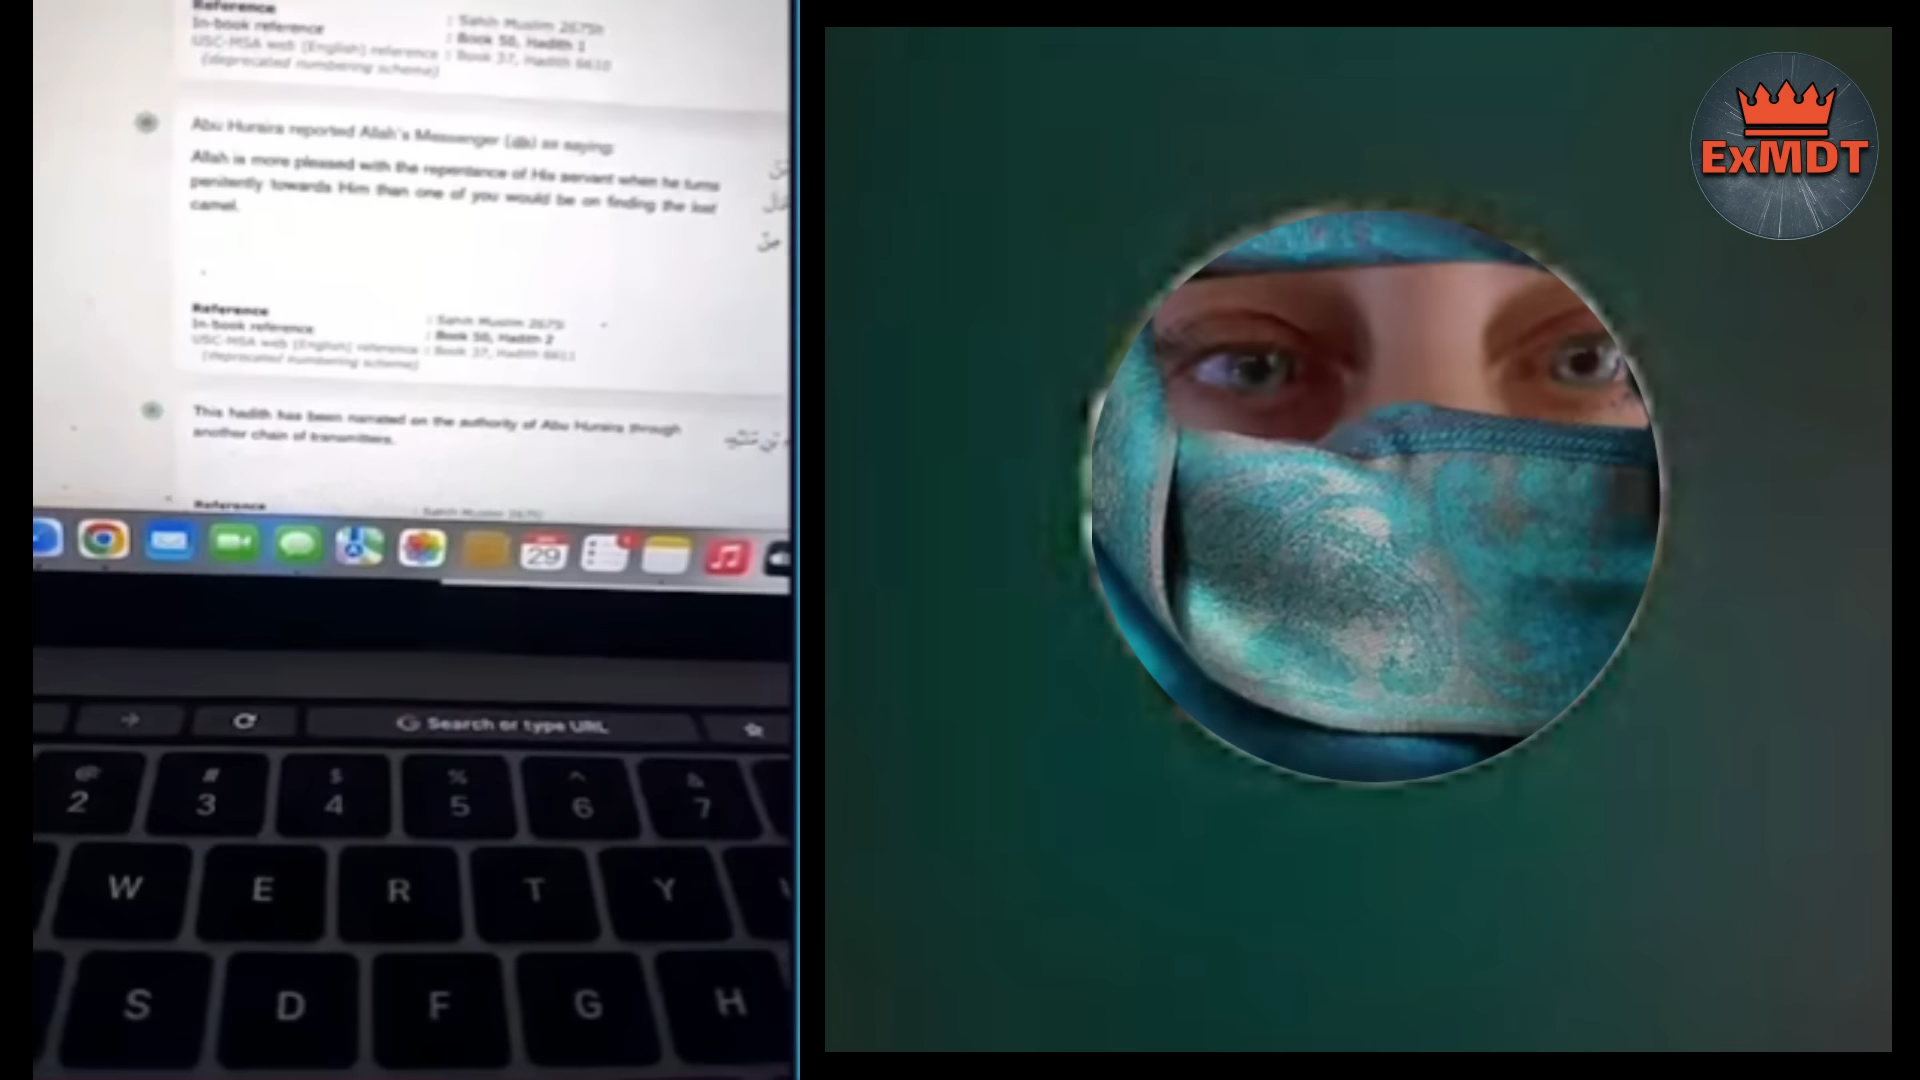 Reference
: Sahih Muslim 2675h
In-book reference
: Book 50, Hadith 1
USC-MSA web (English) reference
: Book 37, Hadith 6610
(deprecated numbering scheme)
Abu Huraira reported Allah's Messenger (ﷺ) as saying:
Allah is more pleased with the repentance of His servant when he turns
penitently towards Him than one of you would be on finding the lost
camel.
Reference
: Sahih Muslim 2675i
In-book reference
: Book 50, Hadith 2
USC-MSA web (English) reference
: Book 37, Hadith 6611
(deprecated numbering scheme)
This hadith has been narrated on the authority of Abu Huraira through
another chain of transmitters.
Reference
29
Search or type URL
@ # $ % ^ &
2 3 4 5 6 7
W E R T Y
S D F G H
ExMDT